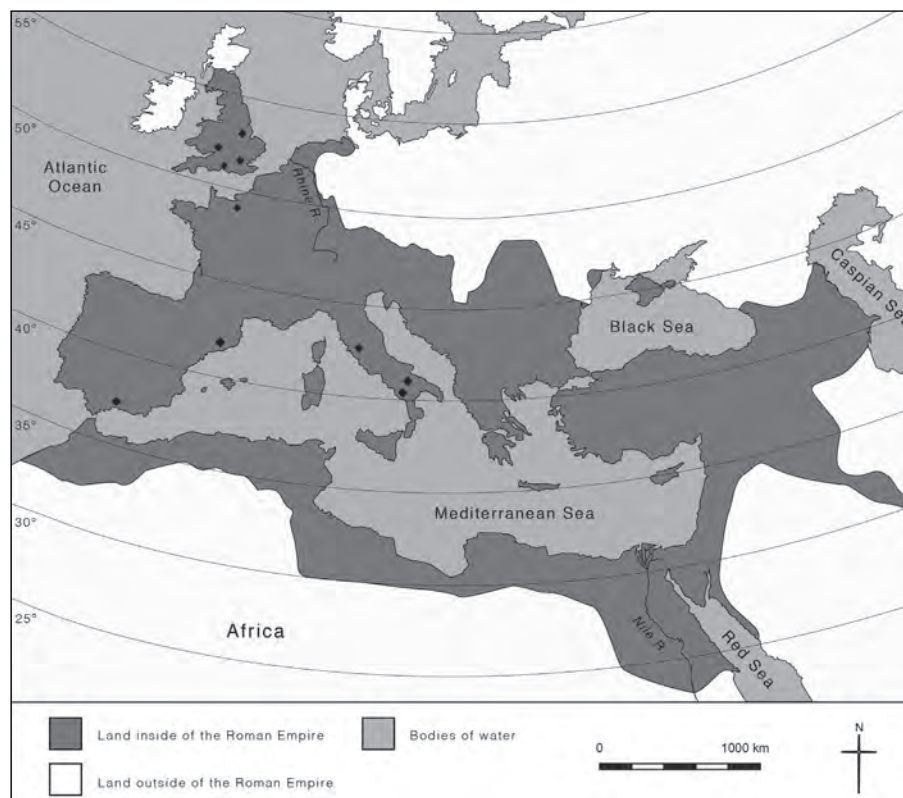 55°
50°
45°
40°
35°
30°
25°
Atlantic
Ocean
Rhine R
Black Sea
Caspian Sea
Mediterranean Sea
Africa
Nile R
Red Sea
Land inside of the Roman Empire
Bodies of water
Land outside of the Roman Empire
0
1000 km
N